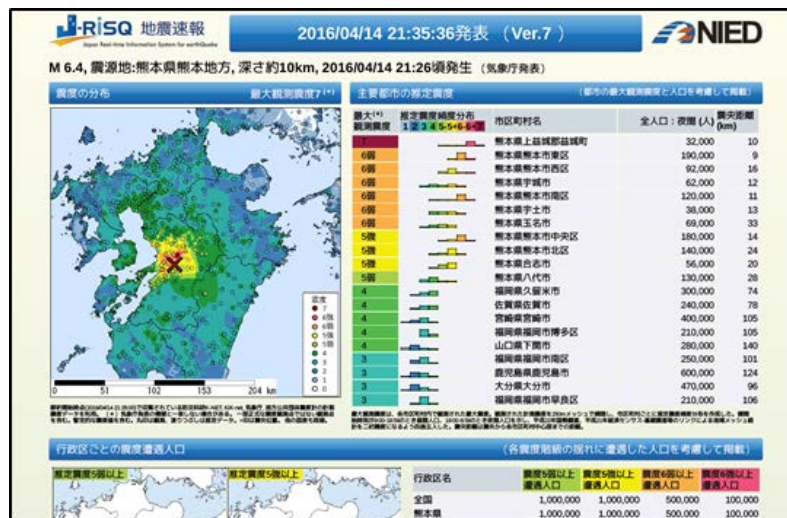 J-RISQ 地震速報
Japan Real-time Information System for earthQuake
2016/04/14 21:35:36発表 （Ver.7 ）
NIED
M 6.4, 震源地:熊本県熊本地方, 深さ約10km, 2016/04/14 21:26頃発生 （気象庁発表）
震度の分布 最大観測震度7 (*)
主要都市の推定震度 （都市の最大観測震度と人口を考慮して掲載）
最大(*)観測震度 推定震度頻度分布 市区町村名 全人口：夜間 (人) 震央距離 (km)
7 熊本県上益城郡益城町 32,000 10
6弱 熊本県熊本市東区 190,000 9
6弱 熊本県熊本市西区 92,000 16
6弱 熊本県宇城市 62,000 12
6弱 熊本県熊本市南区 120,000 11
6弱 熊本県宇土市 38,000 13
6弱 熊本県玉名市 69,000 33
5強 熊本県熊本市中央区 180,000 14
5強 熊本県熊本市北区 140,000 24
5強 熊本県合志市 56,000 20
5弱 熊本県八代市 130,000 28
4 福岡県久留米市 300,000 74
4 佐賀県佐賀市 240,000 78
4 宮崎県宮崎市 400,000 105
4 福岡県福岡市博多区 210,000 105
4 山口県下関市 280,000 140
3 福岡県福岡市南区 250,000 101
3 鹿児島県鹿児島市 600,000 124
3 大分県大分市 470,000 96
3 福岡県福岡市早良区 210,000 106
震度
7
6強
6弱
5強
5弱
4
3
2
1
0
0 51 102 153 204 km
行政区ごとの震度遭遇人口 （各震度階級の揺れに遭遇した人口を考慮して掲載）
推定震度5弱以上 推定震度5強以上
行政区名 震度5弱以上遭遇人口 震度5強以上遭遇人口 震度6弱以上遭遇人口 震度6強以上遭遇人口
全国 1,000,000 1,000,000 500,000 100,000
熊本県 1,000,000 1,000,000 500,000 100,000